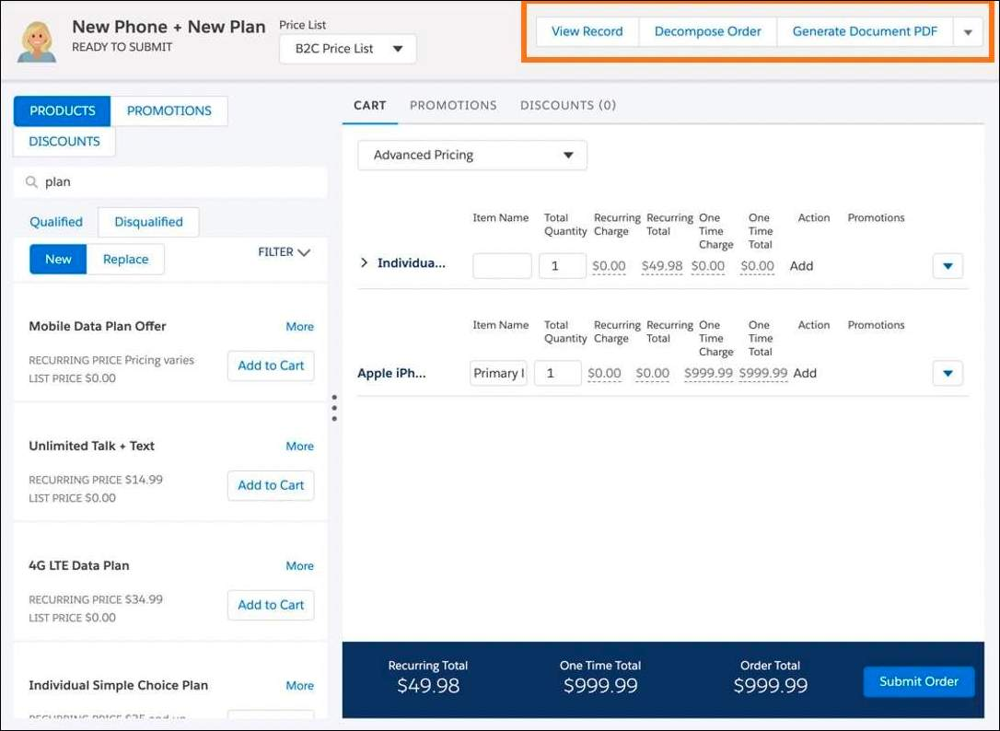 New Phone + New Plan
READY TO SUBMIT
Price List
B2C Price List
View Record
Decompose Order
Generate Document PDF
PRODUCTS
PROMOTIONS
DISCOUNTS
plan
Qualified
Disqualified
New
Replace
FILTER
Mobile Data Plan Offer
More
RECURRING PRICE Pricing varies
LIST PRICE $0.00
Add to Cart
Unlimited Talk + Text
More
RECURRING PRICE $14.99
LIST PRICE $0.00
Add to Cart
4G LTE Data Plan
More
RECURRING PRICE $34.99
LIST PRICE $0.00
Add to Cart
Individual Simple Choice Plan
More
CART
PROMOTIONS
DISCOUNTS (0)
Advanced Pricing
Item Name
Total Quantity
Recurring Charge
Recurring Total
One Time Charge
One Time Total
Action
Promotions
Individua...
1
$0.00
$49.98
$0.00
$0.00
Add
Item Name
Total Quantity
Recurring Charge
Recurring Total
One Time Charge
One Time Total
Action
Promotions
Apple iPh...
Primary I
1
$0.00
$0.00
$999.99
$999.99
Add
Recurring Total
$49.98
One Time Total
$999.99
Order Total
$999.99
Submit Order